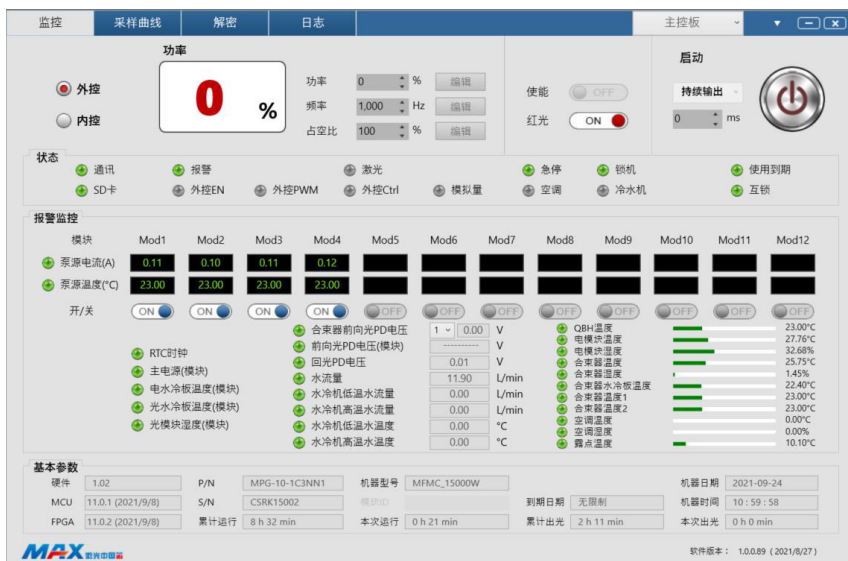 监控 采样曲线 解密 日志 主控板
功率 启动
外控 0 % 功率 0 % 编辑 使能 OFF 持续输出
频率 1,000 Hz 编辑
内控 占空比 100 % 编辑 红光 ON 0 ms
状态
通讯 报警 激光 急停 锁机 使用到期
SD卡 外控EN 外控PWM 外控Ctrl 模拟量 空调 冷水机 互锁
报警监控
模块 Mod1 Mod2 Mod3 Mod4 Mod5 Mod6 Mod7 Mod8 Mod9 Mod10 Mod11 Mod12
泵源电流(A) 0.11 0.10 0.11 0.12
泵源温度(°C) 23.00 23.00 23.00 23.00
开/关 ON ON ON ON OFF OFF OFF OFF OFF OFF OFF OFF
RTC时钟
主电源(模块)
电水冷板温度(模块)
光水冷板温度(模块)
光模块湿度(模块)
合束器前向光PD电压 1 0.00 V
前向光PD电压(模块) ---------- V
回光PD电压 0.01 V
水流量 11.90 L/min
水冷机低温水流量 0.00 L/min
水冷机高温水流量 0.00 L/min
水冷机低温水温度 0.00 °C
水冷机高温水温度 0.00 °C
QBH温度 23.00°C
电模块温度 27.76°C
电模块湿度 32.68%
合束器温度 25.75°C
合束器湿度 1.45%
合束器水冷板温度 22.40°C
合束器温度1 23.00°C
合束器温度2 23.00°C
空调温度 0.00°C
空调湿度 0.00%
露点温度 10.10°C
基本参数
硬件 1.02 P/N MPG-10-1C3NN1 机器型号 MFMC_15000W 机器日期 2021-09-24
MCU 11.0.1 (2021/9/8) S/N CSRK15002 模块ID 到期日期 无限制 机器时间 10 : 59 : 58
FPGA 11.0.2 (2021/9/8) 累计运行 8 h 32 min 本次运行 0 h 21 min 累计出光 2 h 11 min 本次出光 0 h 0 min
MAX 激光中国芯 软件版本： 1.0.0.89 ( 2021/8/27 )